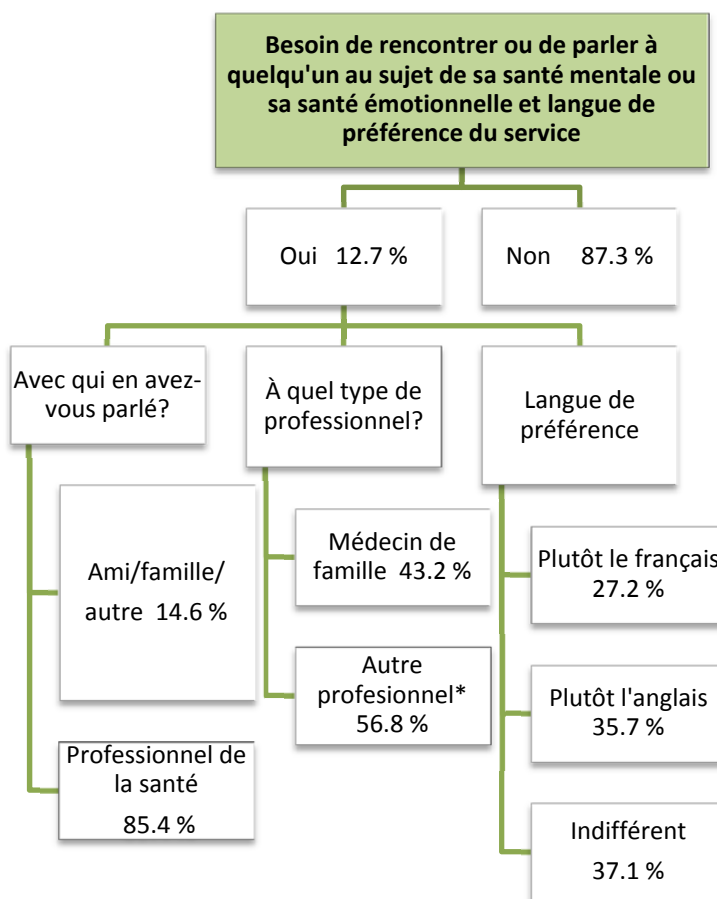 Besoin de rencontrer ou de parler à
quelqu'un au sujet de sa santé mentale ou
sa santé émotionnelle et langue de
préférence du service
Oui 12.7 %
Non 87.3 %
Avec qui en avez-
vous parlé?
À quel type de
professionnel?
Langue de
préférence
Ami/famille/
autre 14.6 %
Professionnel de
la santé
85.4 %
Médecin de
famille 43.2 %
Autre
profesionnel*
56.8 %
Plutôt le français
27.2 %
Plutôt l'anglais
35.7 %
Indifférent
37.1 %